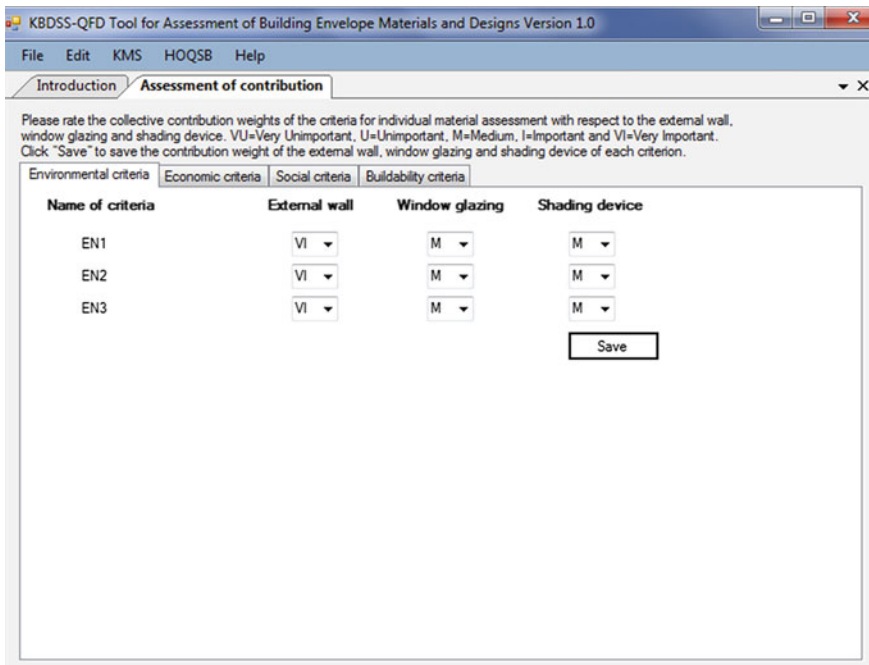 KBDSS-QFD Tool for Assessment of Building Envelope Materials and Designs Version 1.0
File Edit KMS HOQSB Help
Introduction Assessment of contribution
Please rate the collective contribution weights of the criteria for individual material assessment with respect to the external wall,
window glazing and shading device. VU=Very Unimportant, U=Unimportant, M=Medium, I=Important and VI=Very Important.
Click "Save" to save the contribution weight of the external wall, window glazing and shading device of each criterion.
Environmental criteria Economic criteria Social criteria Buildability criteria
Name of criteria External wall Window glazing Shading device
EN1 VI M M
EN2 VI M M
EN3 VI M M
Save